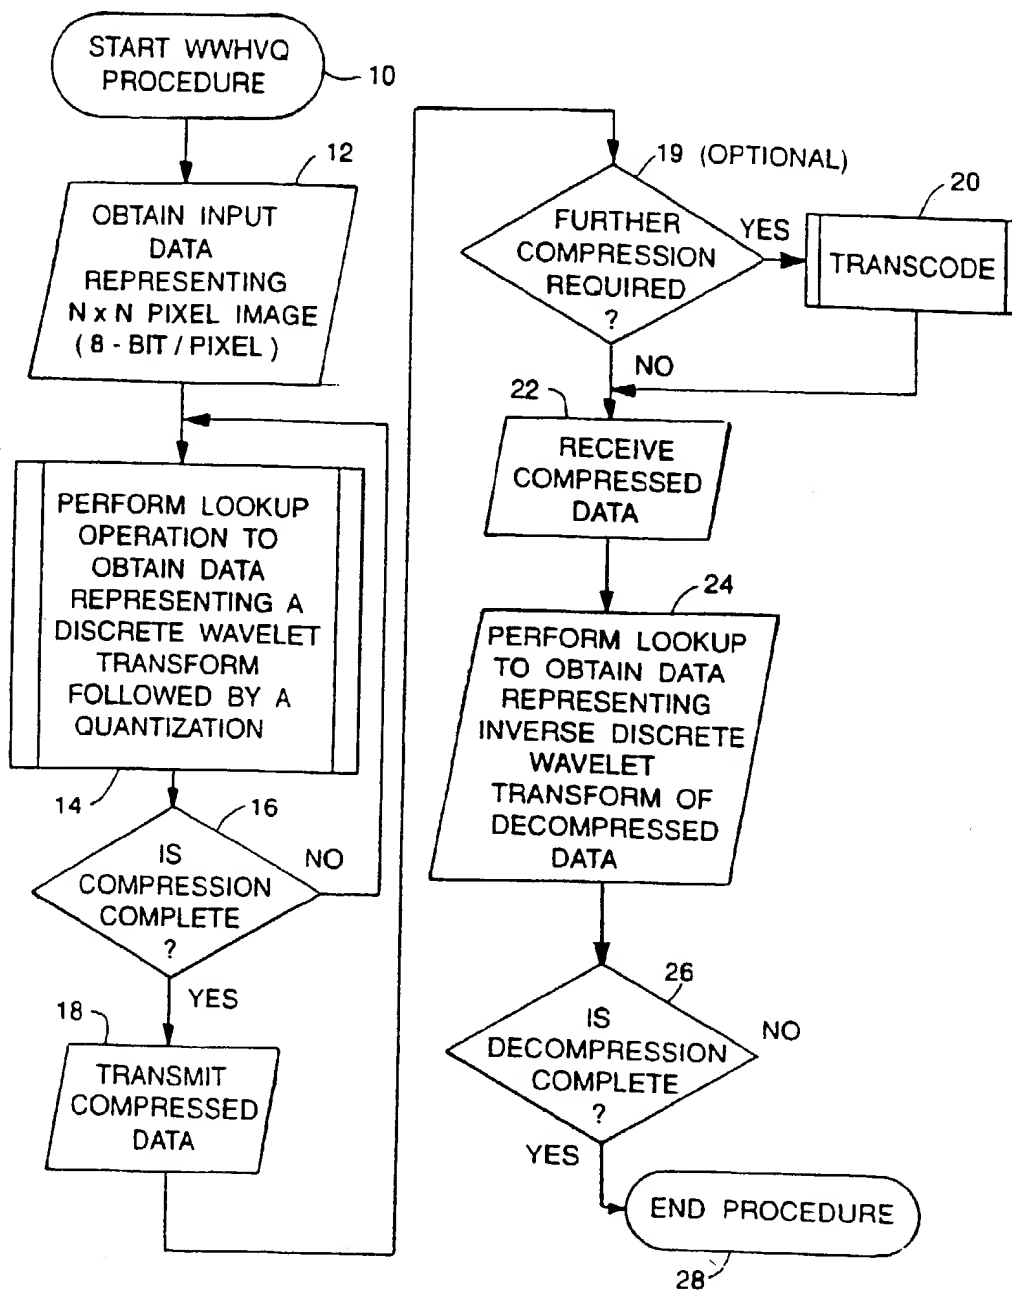 START WWHVQ
PROCEDURE
10
12
OBTAIN INPUT
DATA
REPRESENTING
N x N PIXEL IMAGE
( 8 - BIT / PIXEL )
PERFORM LOOKUP
OPERATION TO
OBTAIN DATA
REPRESENTING A
DISCRETE WAVELET
TRANSFORM
FOLLOWED BY A
QUANTIZATION
14
16
IS
COMPRESSION
COMPLETE
?
NO
YES
18
TRANSMIT
COMPRESSED
DATA
19 (OPTIONAL)
FURTHER
COMPRESSION
REQUIRED
?
YES
20
TRANSCODE
NO
22
RECEIVE
COMPRESSED
DATA
24
PERFORM LOOKUP
TO OBTAIN DATA
REPRESENTING
INVERSE DISCRETE
WAVELET
TRANSFORM OF
DECOMPRESSED
DATA
26
IS
DECOMPRESSION
COMPLETE
?
NO
YES
END PROCEDURE
28